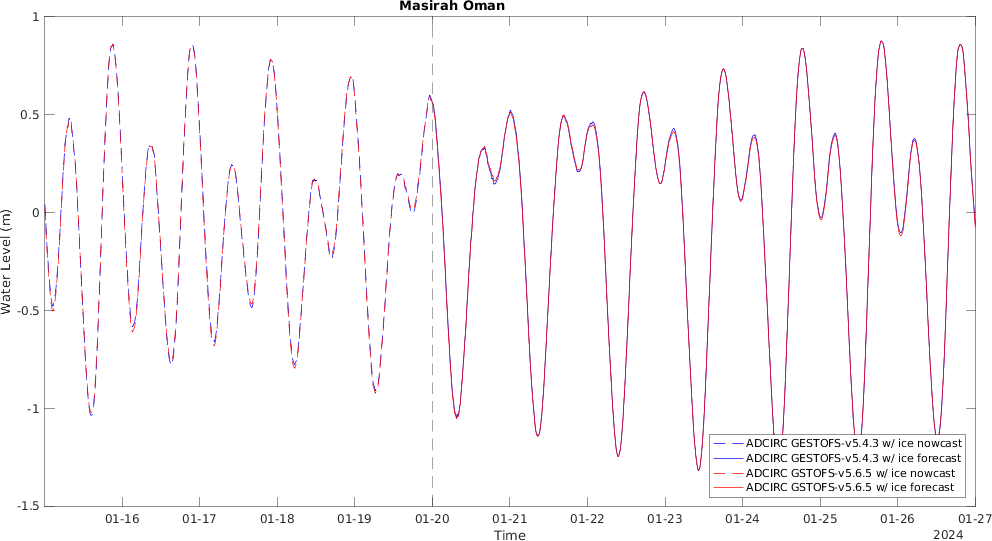 Masirah Oman
1
0.5
0
-0.5
-1
-1.5
Water Level (m)
ADCIRC GESTOFS-v5.4.3 w/ ice nowcast
ADCIRC GESTOFS-v5.4.3 w/ ice forecast
ADCIRC GSTOFS-v5.6.5 w/ ice nowcast
ADCIRC GSTOFS-v5.6.5 w/ ice forecast
01-16 01-17 01-18 01-19 01-20 01-21 01-22 01-23 01-24 01-25 01-26 01-27
Time
2024